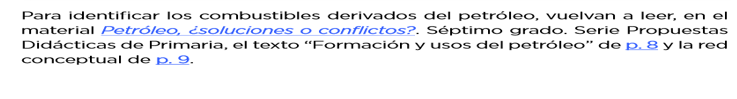 Para identificar los combustibles derivados del petróleo, vuelvan a leer, en el
material Petróleo, ¿soluciones o conflictos?. Séptimo grado. Serie Propuestas
Didácticas de Primaria, el texto “Formación y usos del petróleo” de p. 8 y la red
conceptual de p. 9.